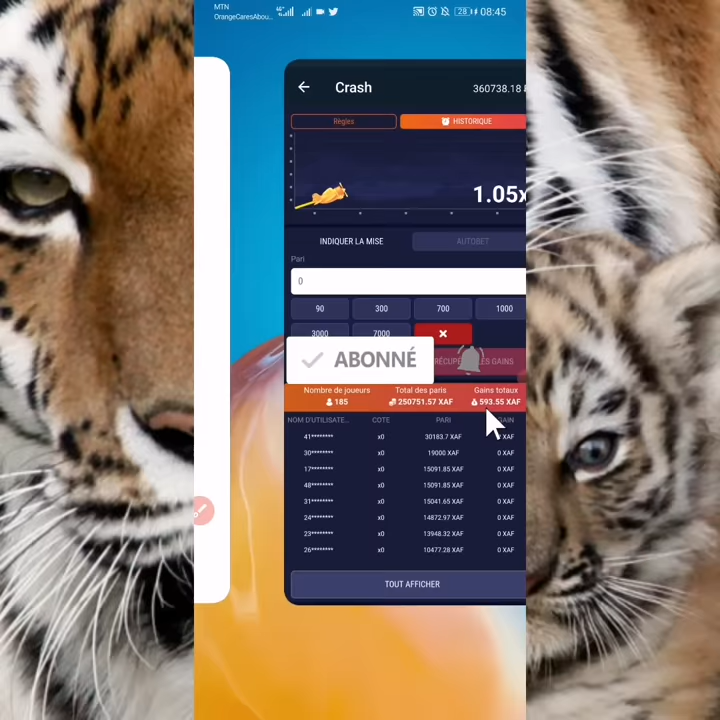 MTN
OrangeCaresAbou...
28
08:45
Crash
360738.18
Règles
HISTORIQUE
1.05x
INDIQUER LA MISE
AUTOBET
Pari
0
90
300
700
1000
3000
7000
ABONNÉ
GAINS
Nombre de joueurs
Total des paris
Gains totaux
185
250751.57 XAF
593.55 XAF
NOM D'UTILISATE...
COTE
PARI
41********
x0
30183.7 XAF
0 XAF
30********
x0
19000 XAF
0 XAF
17********
x0
15091.85 XAF
0 XAF
48********
x0
15091.85 XAF
0 XAF
31********
x0
15041.65 XAF
0 XAF
24********
x0
14872.97 XAF
0 XAF
23********
x0
13948.32 XAF
0 XAF
26********
x0
10477.28 XAF
0 XAF
TOUT AFFICHER